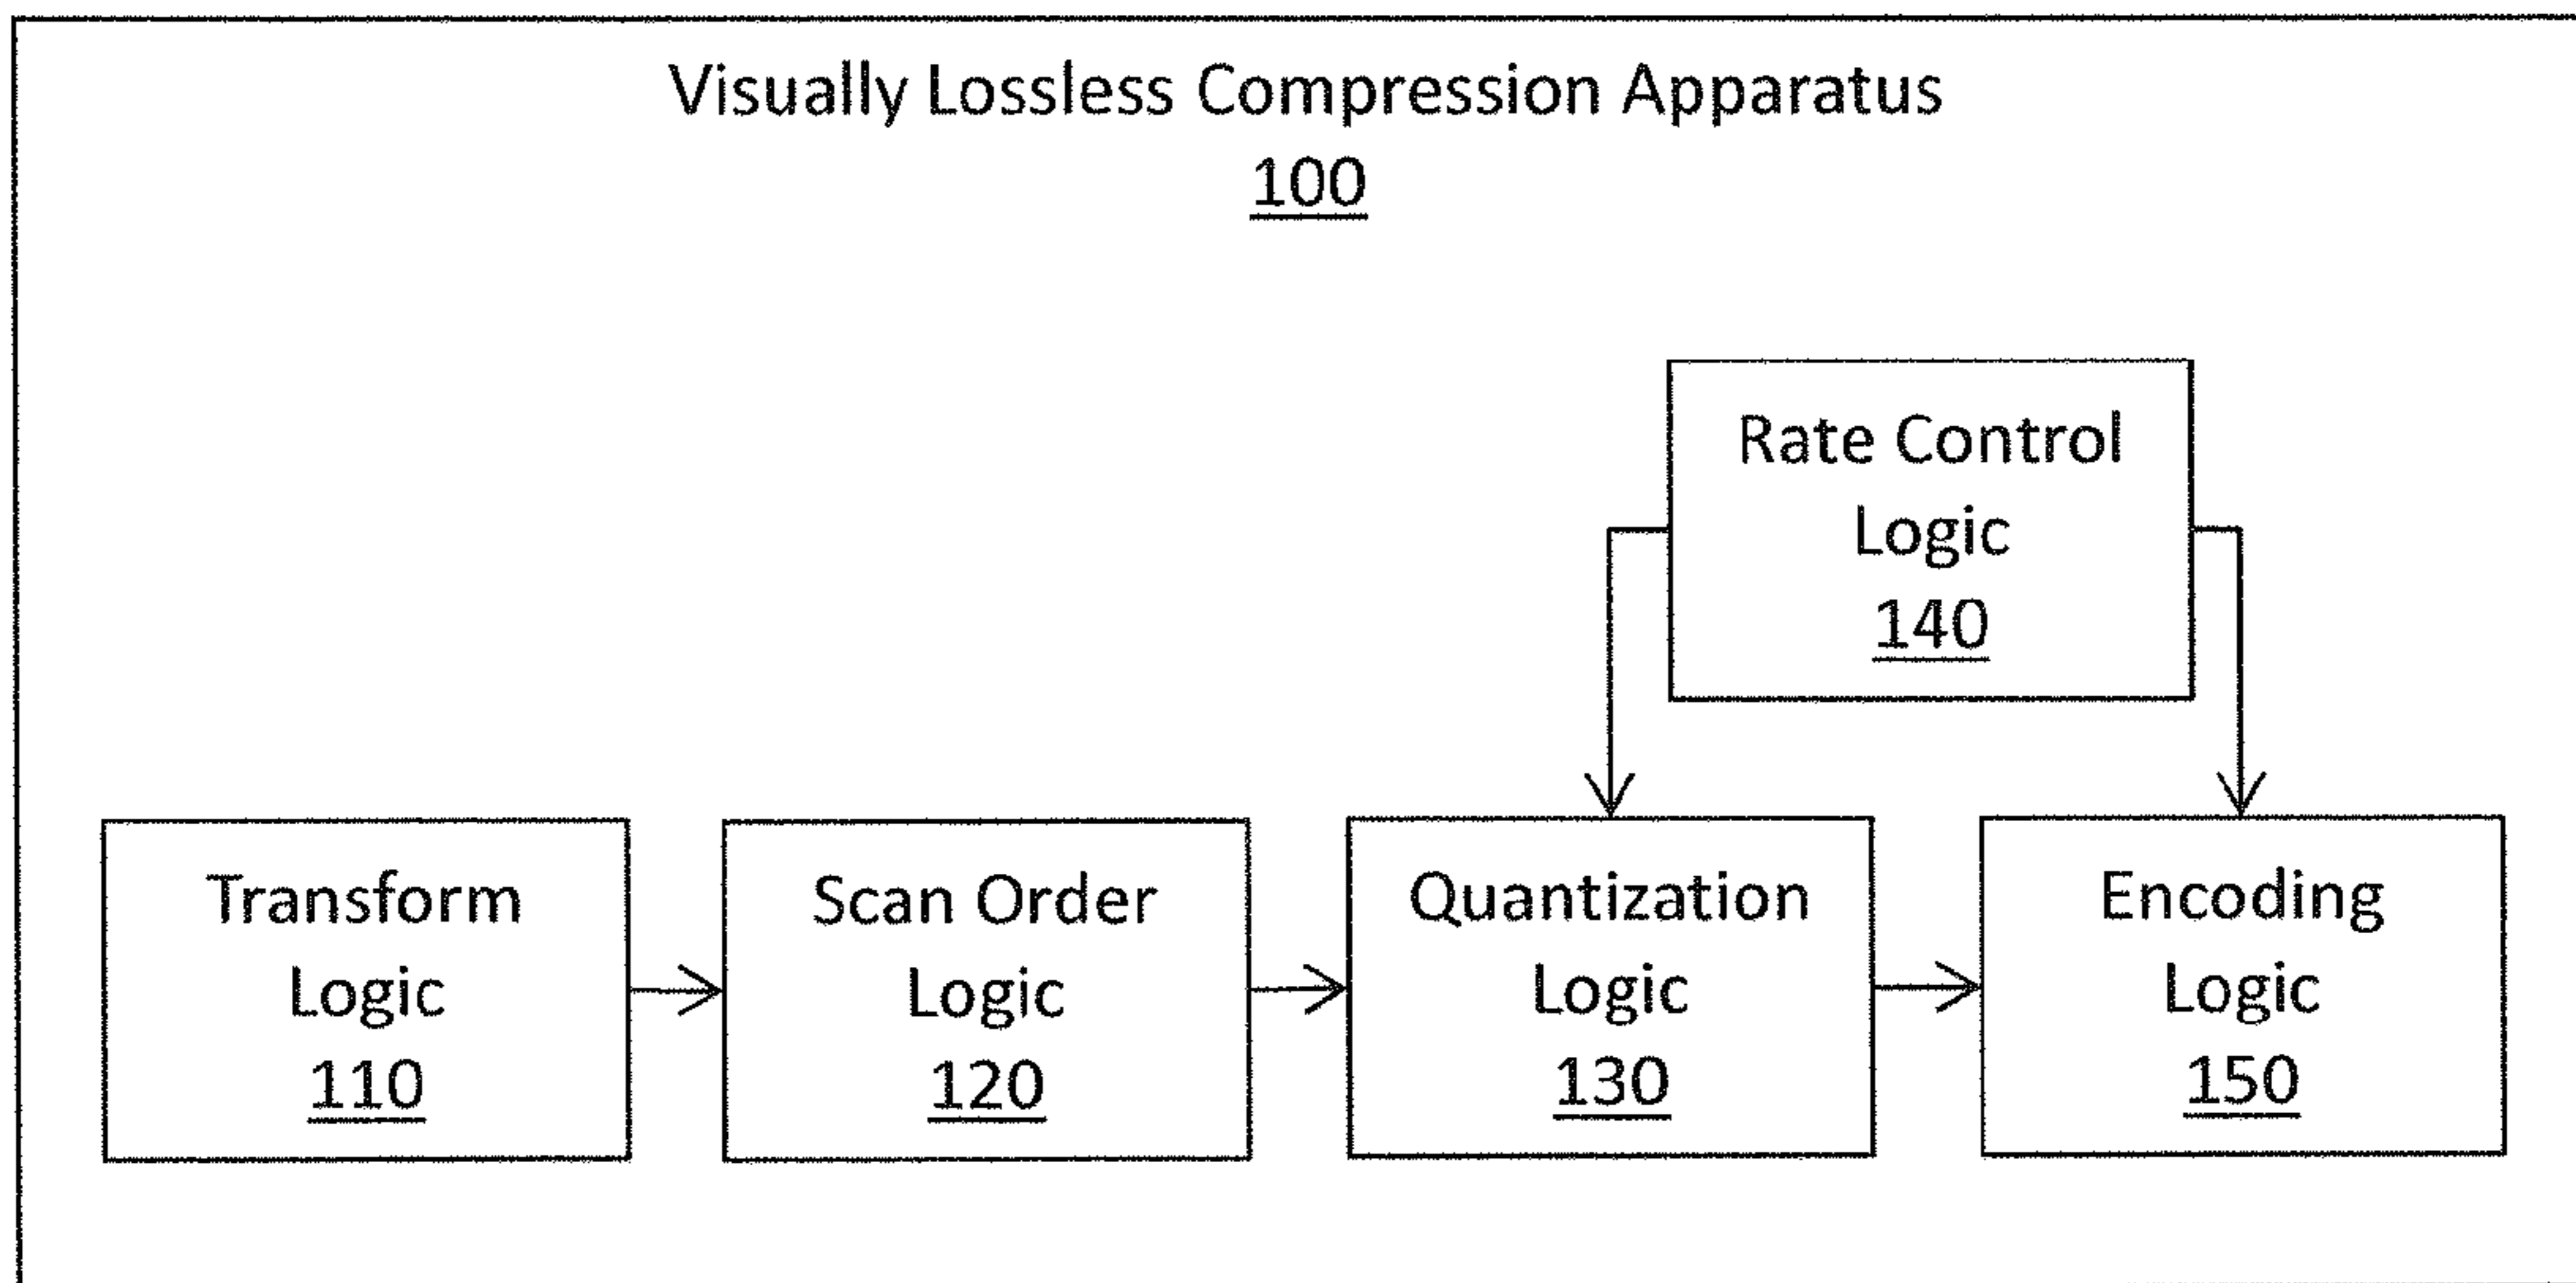 Visually Lossless Compression Apparatus
100
Rate Control
Logic
140
Transform
Logic
110
Scan Order
Logic
120
Quantization
Logic
130
Encoding
Logic
150